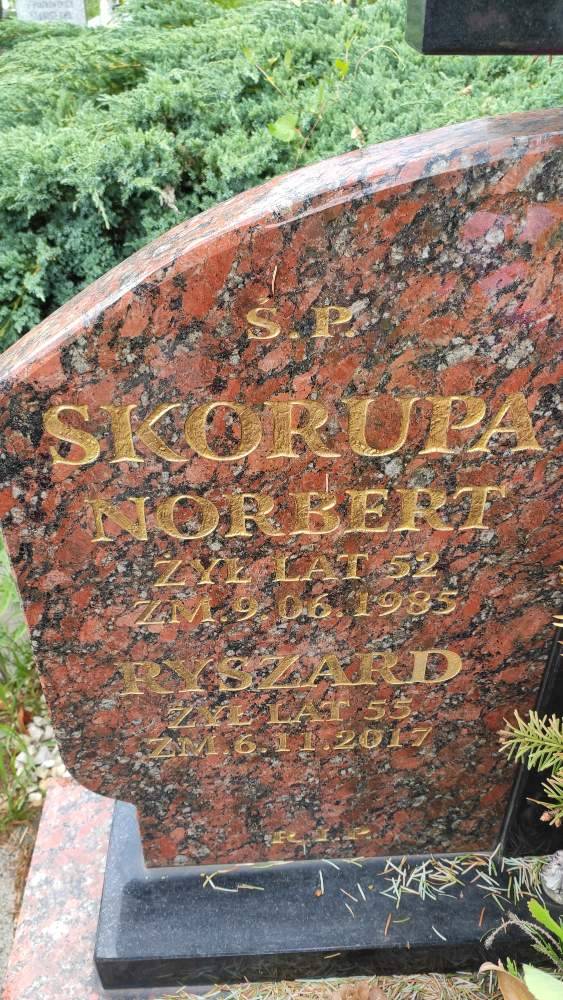 Ś.P.
SKORUPA
NORBERT
ŻYŁ LAT 52
ZM.9.06.1985
RYSZARD
ŻYŁ LAT 55
ZM.6.11.2017
R.I.P.